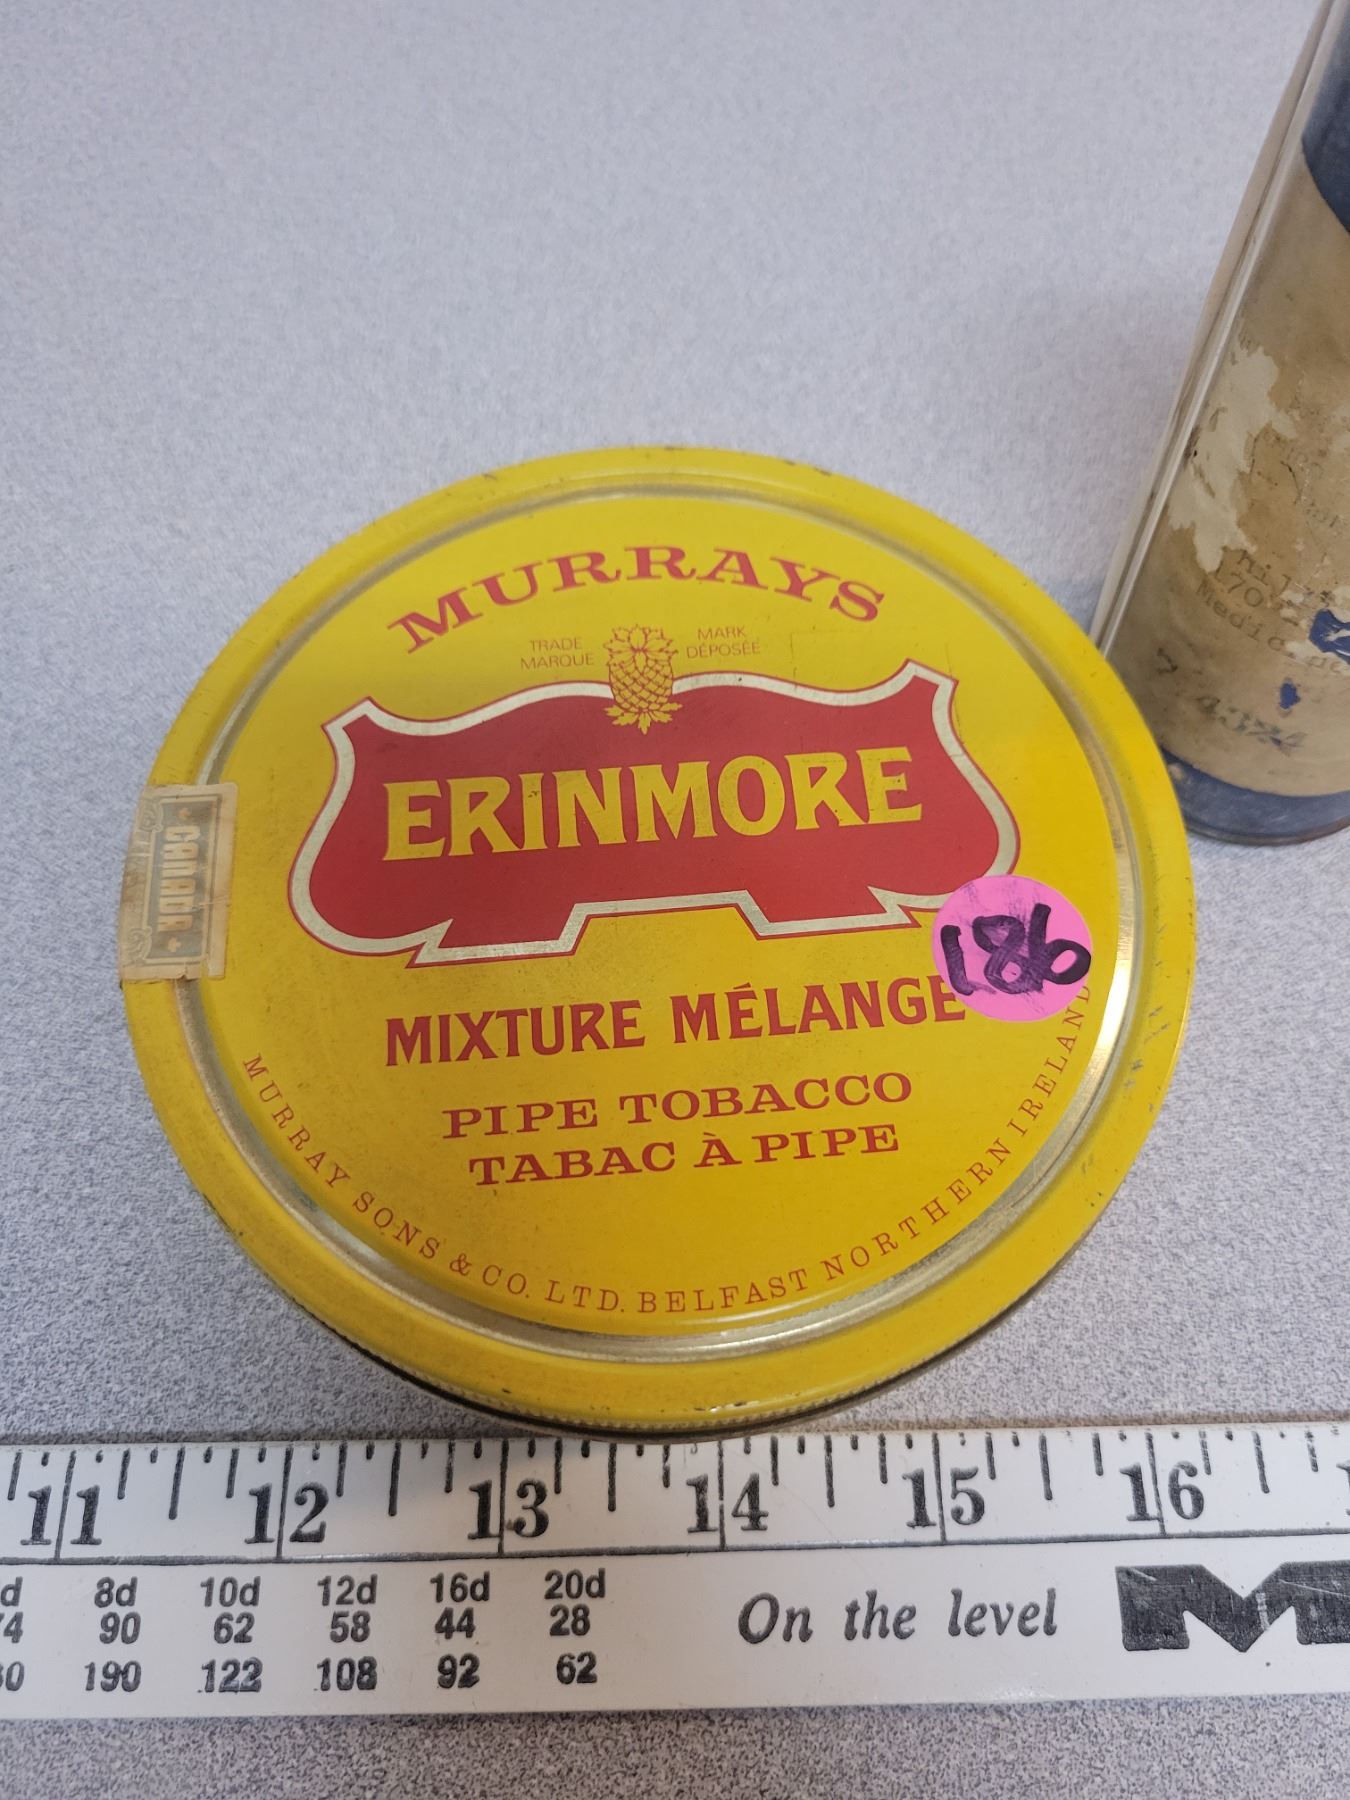 MURRAYS
TRADE MARK
MARQUE DÉPOSÉE
ERINMORE
CANADA
186
MIXTURE MÉLANGE
PIPE TOBACCO
TABAC À PIPE
MURRAY SONS & CO. LTD. BELFAST NORTHERN IRELAND
11 12 13 14 15 16
8d 10d 12d 16d 20d
90 62 58 44 28
190 122 108 92 62
On the level